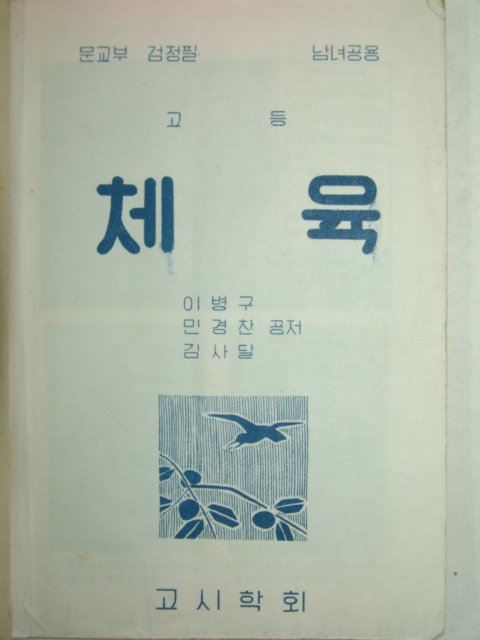 문교부 검정필 남녀공용
고 등
체 육
이 병 구
민 경 찬 공저
김 사 달
고 시 학 회